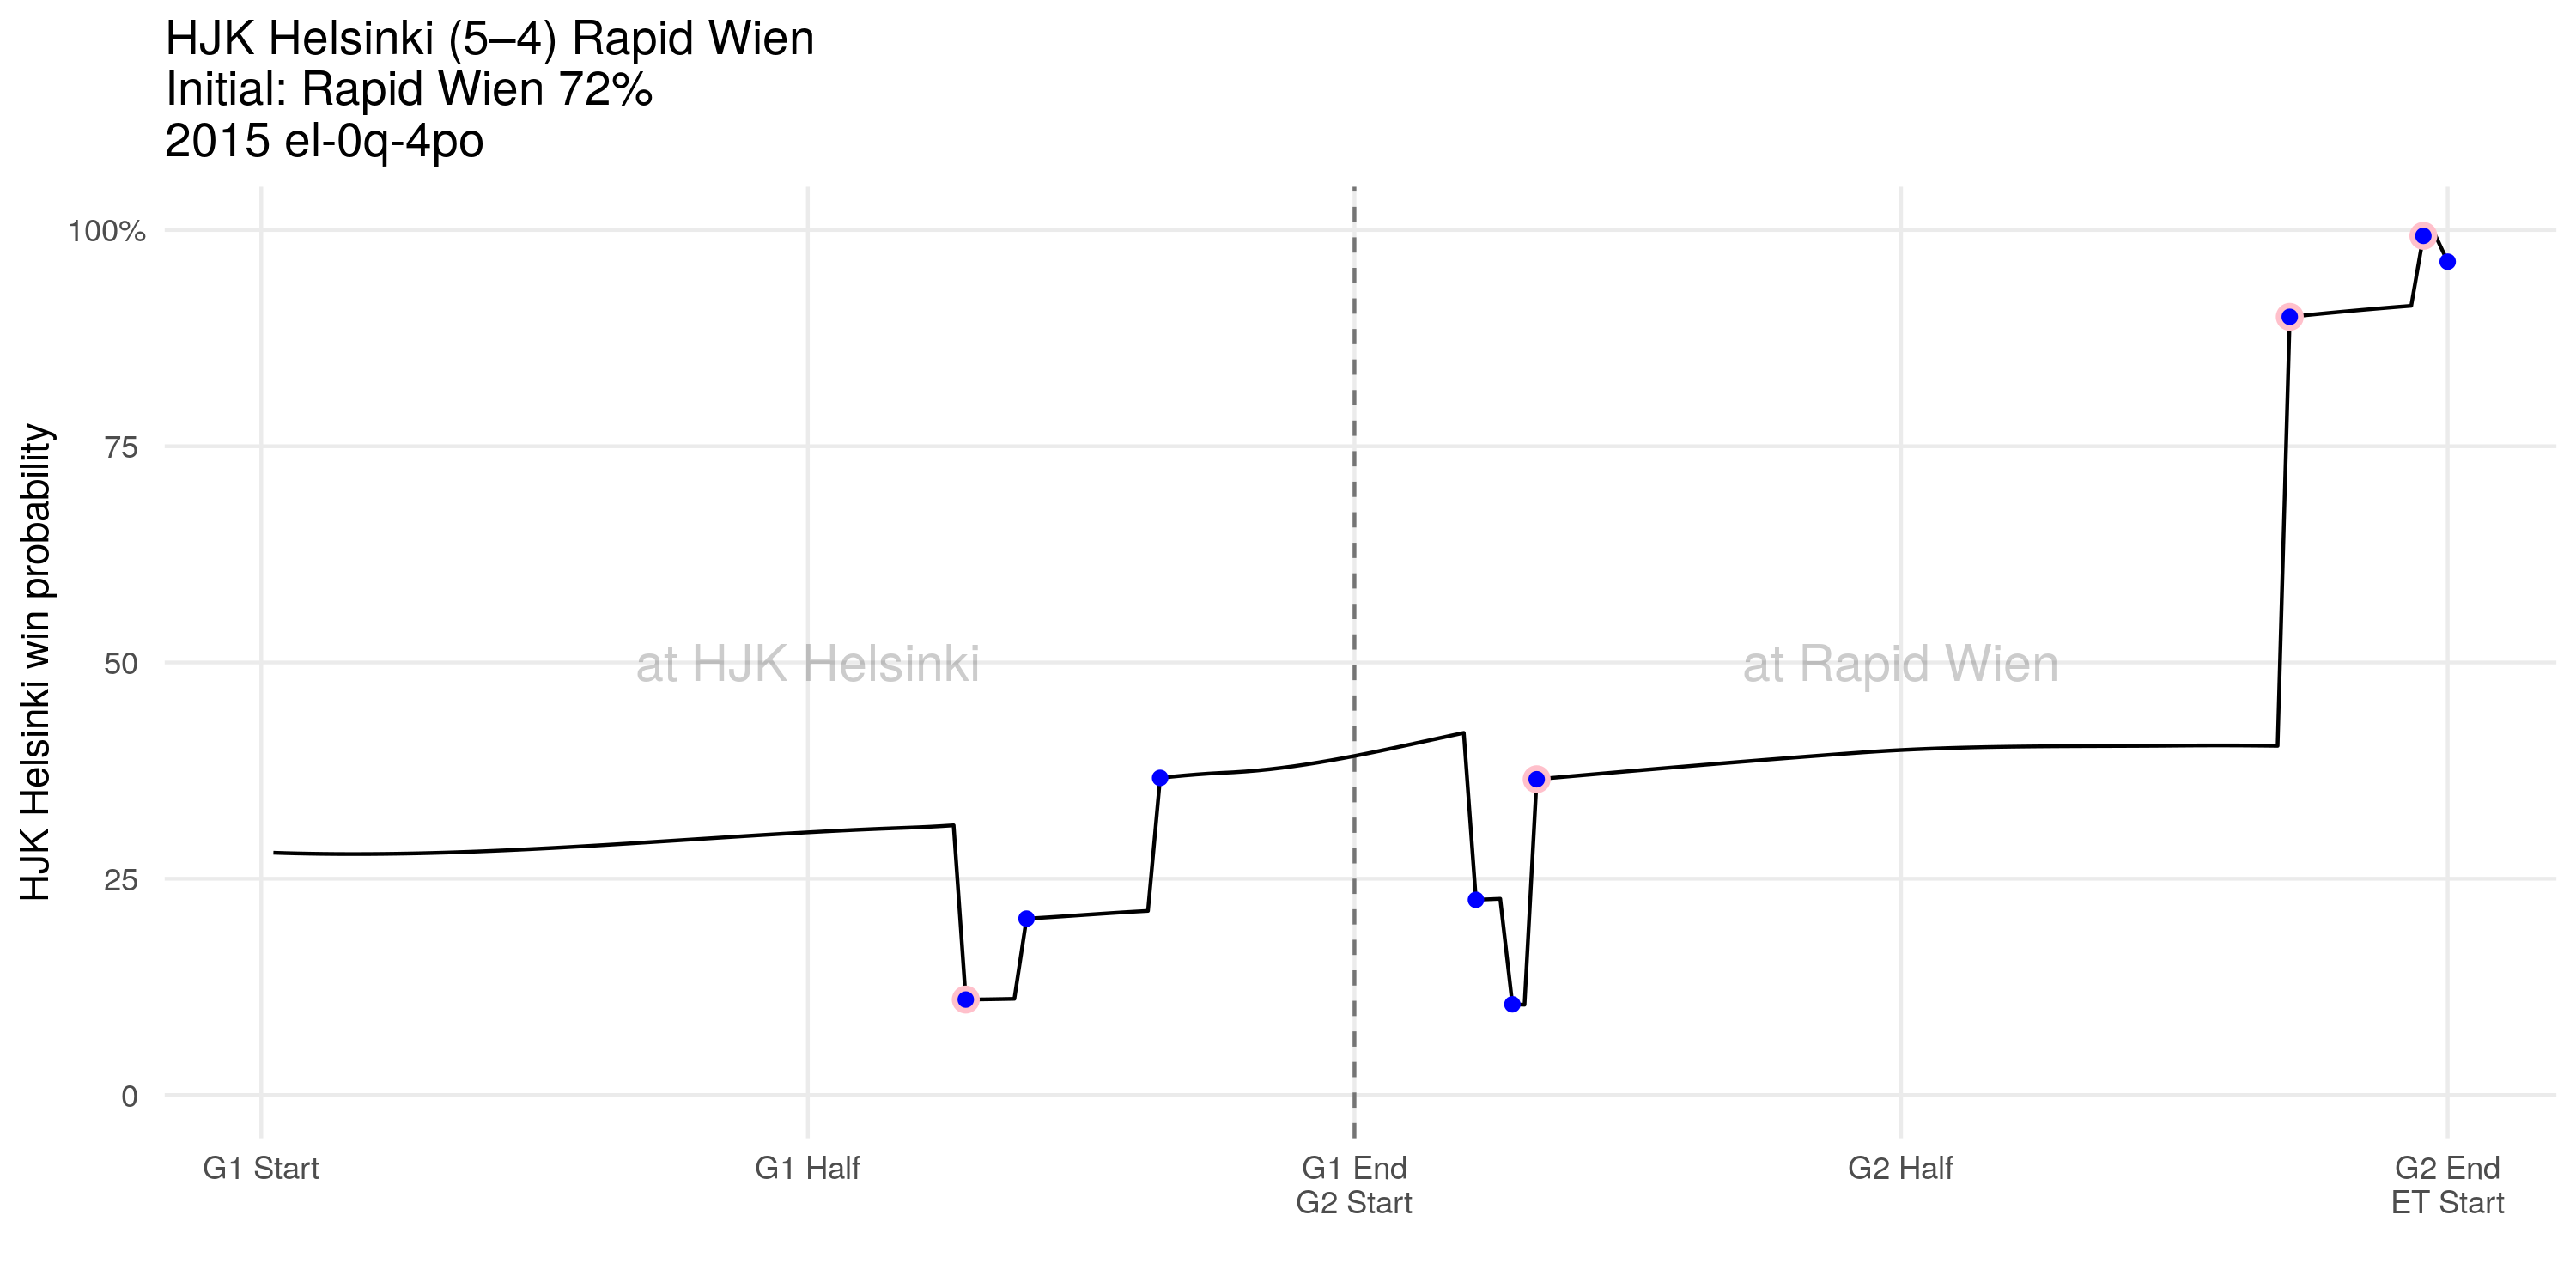 HJK Helsinki (5–4) Rapid Wien
Initial: Rapid Wien 72%
2015 el-0q-4po
HJK Helsinki win probability
100%
75
50
25
0
at HJK Helsinki
at Rapid Wien
G1 Start
G1 Half
G1 End
G2 Start
G2 Half
G2 End
ET Start